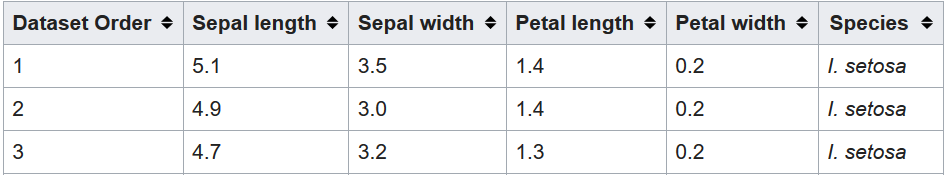 Dataset Order Sepal length Sepal width Petal length Petal width Species
1 5.1 3.5 1.4 0.2 I. setosa
2 4.9 3.0 1.4 0.2 I. setosa
3 4.7 3.2 1.3 0.2 I. setosa